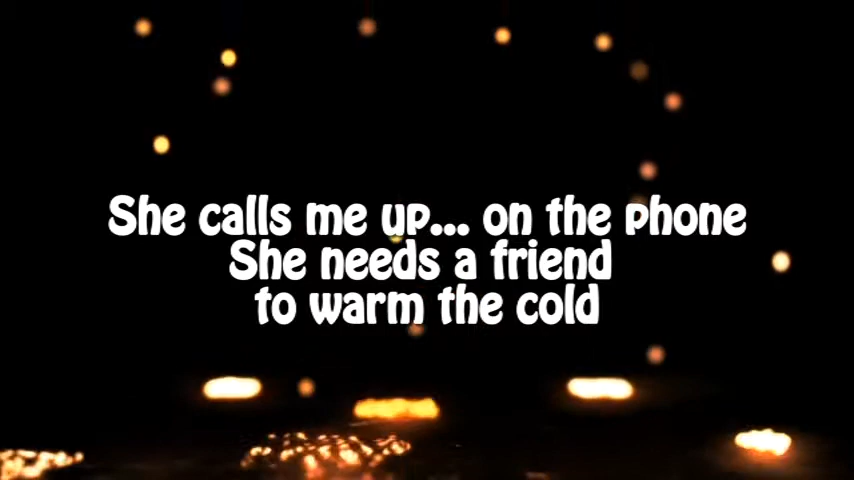 She calls me up... on the phone
She needs a friend
to warm the cold